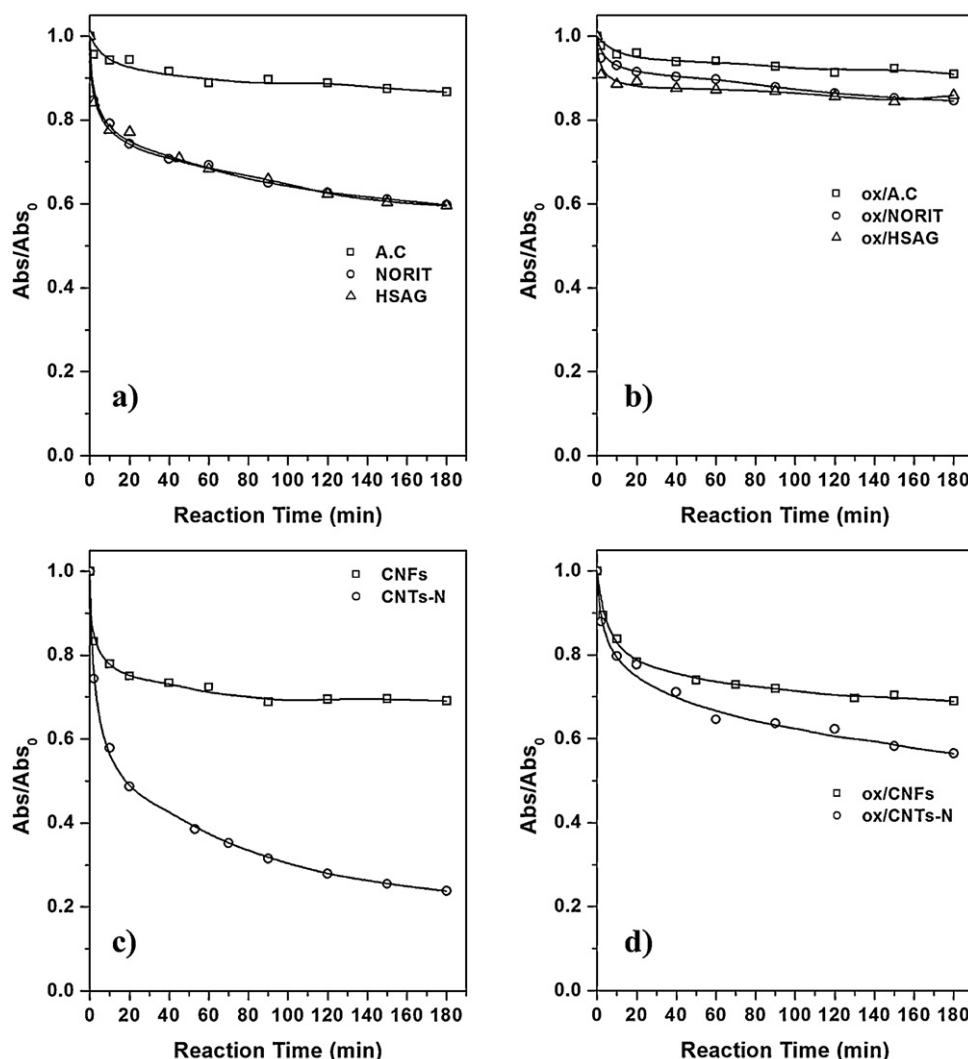 1.0
0.8
0.6
0.4
0.2
0.0
Abs/Abs0
A.C
NORIT
HSAG
a)
0 20 40 60 80 100 120 140 160 180
Reaction Time (min)
1.0
0.8
0.6
0.4
0.2
0.0
Abs/Abs0
ox/A.C
ox/NORIT
ox/HSAG
b)
0 20 40 60 80 100 120 140 160 180
Reaction Time (min)
1.0
0.8
0.6
0.4
0.2
0.0
Abs/Abs0
CNFs
CNTs-N
c)
0 20 40 60 80 100 120 140 160 180
Reaction Time (min)
1.0
0.8
0.6
0.4
0.2
0.0
Abs/Abs0
ox/CNFs
ox/CNTs-N
d)
0 20 40 60 80 100 120 140 160 180
Reaction Time (min)